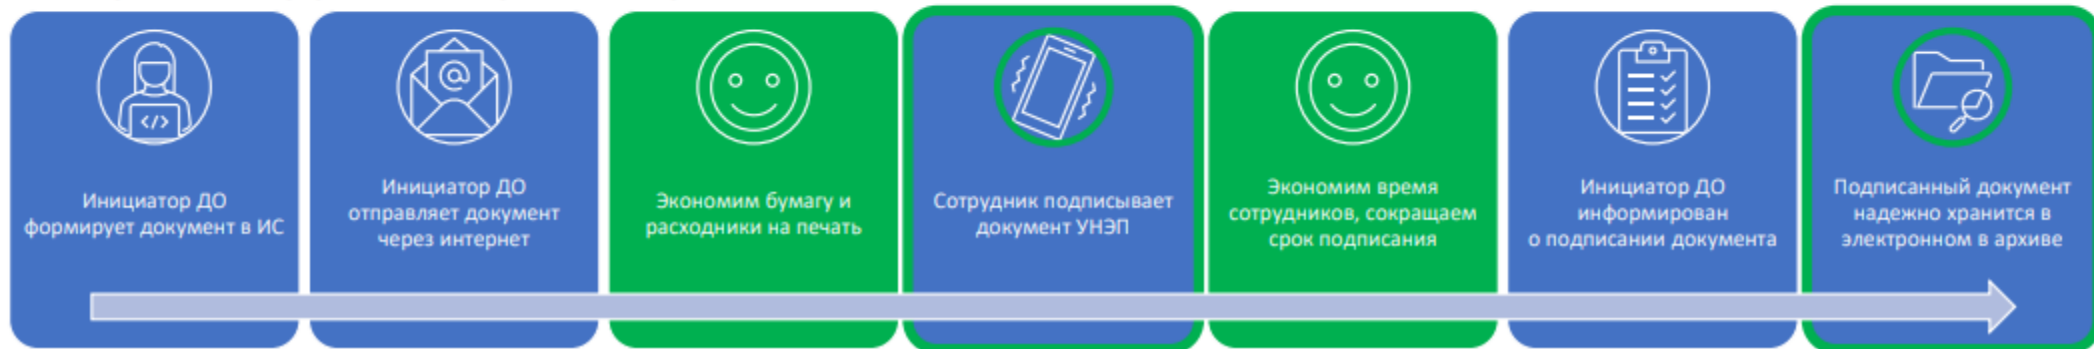 Инициатор ДО
формирует документ в ИС
Инициатор ДО
отправляет документ
через интернет
Экономим бумагу и
расходники на печать
Сотрудник подписывает
документ УНЭП
Экономим время
сотрудников, сокращаем
срок подписания
Инициатор ДО
информирован
о подписании документа
Подписанный документ
надежно хранится в
электронном в архиве